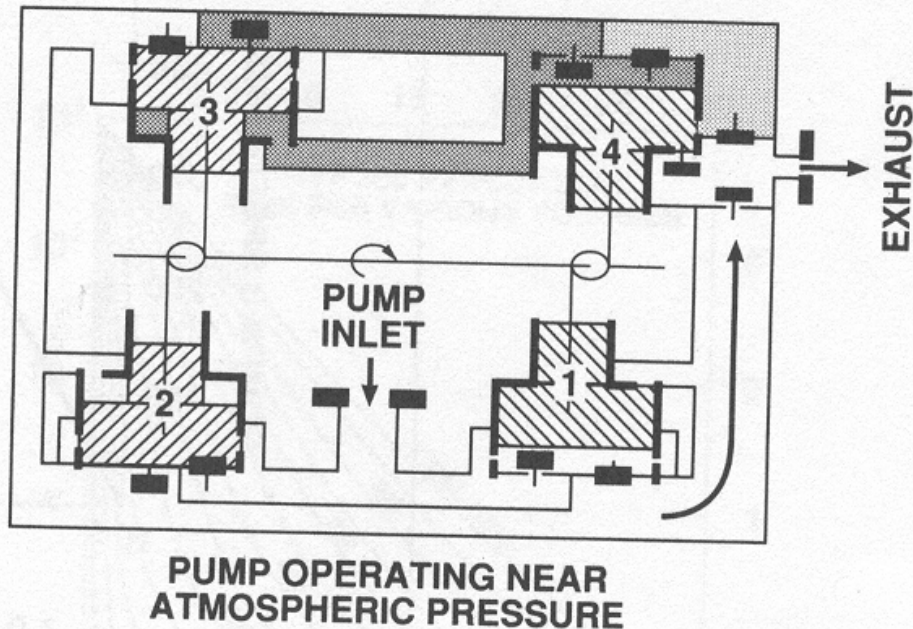 3
4
EXHAUST
PUMP
INLET
2
1
PUMP OPERATING NEAR
ATMOSPHERIC PRESSURE